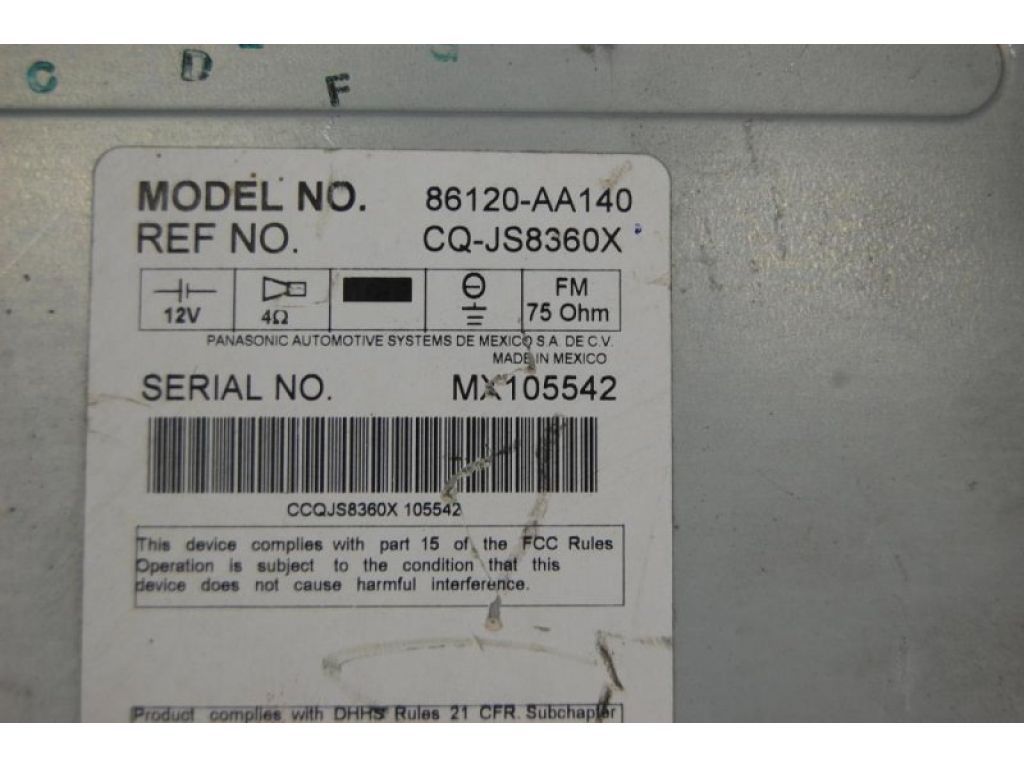 C D F
MODEL NO. 86120-AA140
REF NO. CQ-JS8360X
12V 4Ω FM 75 Ohm
PANASONIC AUTOMOTIVE SYSTEMS DE MEXICO S.A. DE C.V.
MADE IN MEXICO
SERIAL NO. MX105542
CCQJS8360X 105542
This device complies with part 15 of the FCC Rules
Operation is subject to the condition that this
device does not cause harmful interference.
Product complies with DHHS Rules 21 CFR. Subchapter